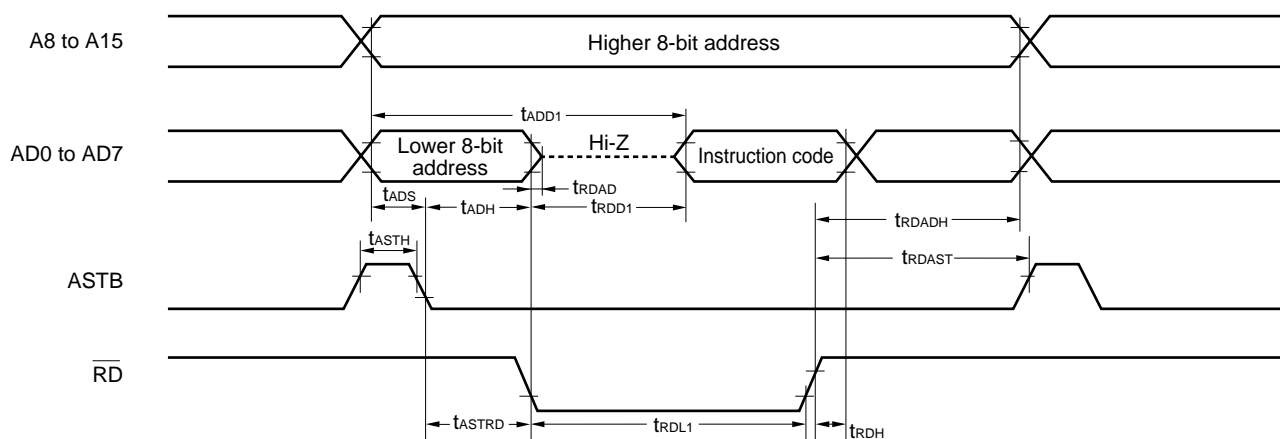 A8 to A15
Higher 8-bit address
tADD1
AD0 to AD7
Lower 8-bit
address
Hi-Z
Instruction code
tRDAD
tADS
tADH
tRDD1
tRDADH
tASTH
tRDAST
ASTB
RD
tASTRD
tRDL1
tRDH